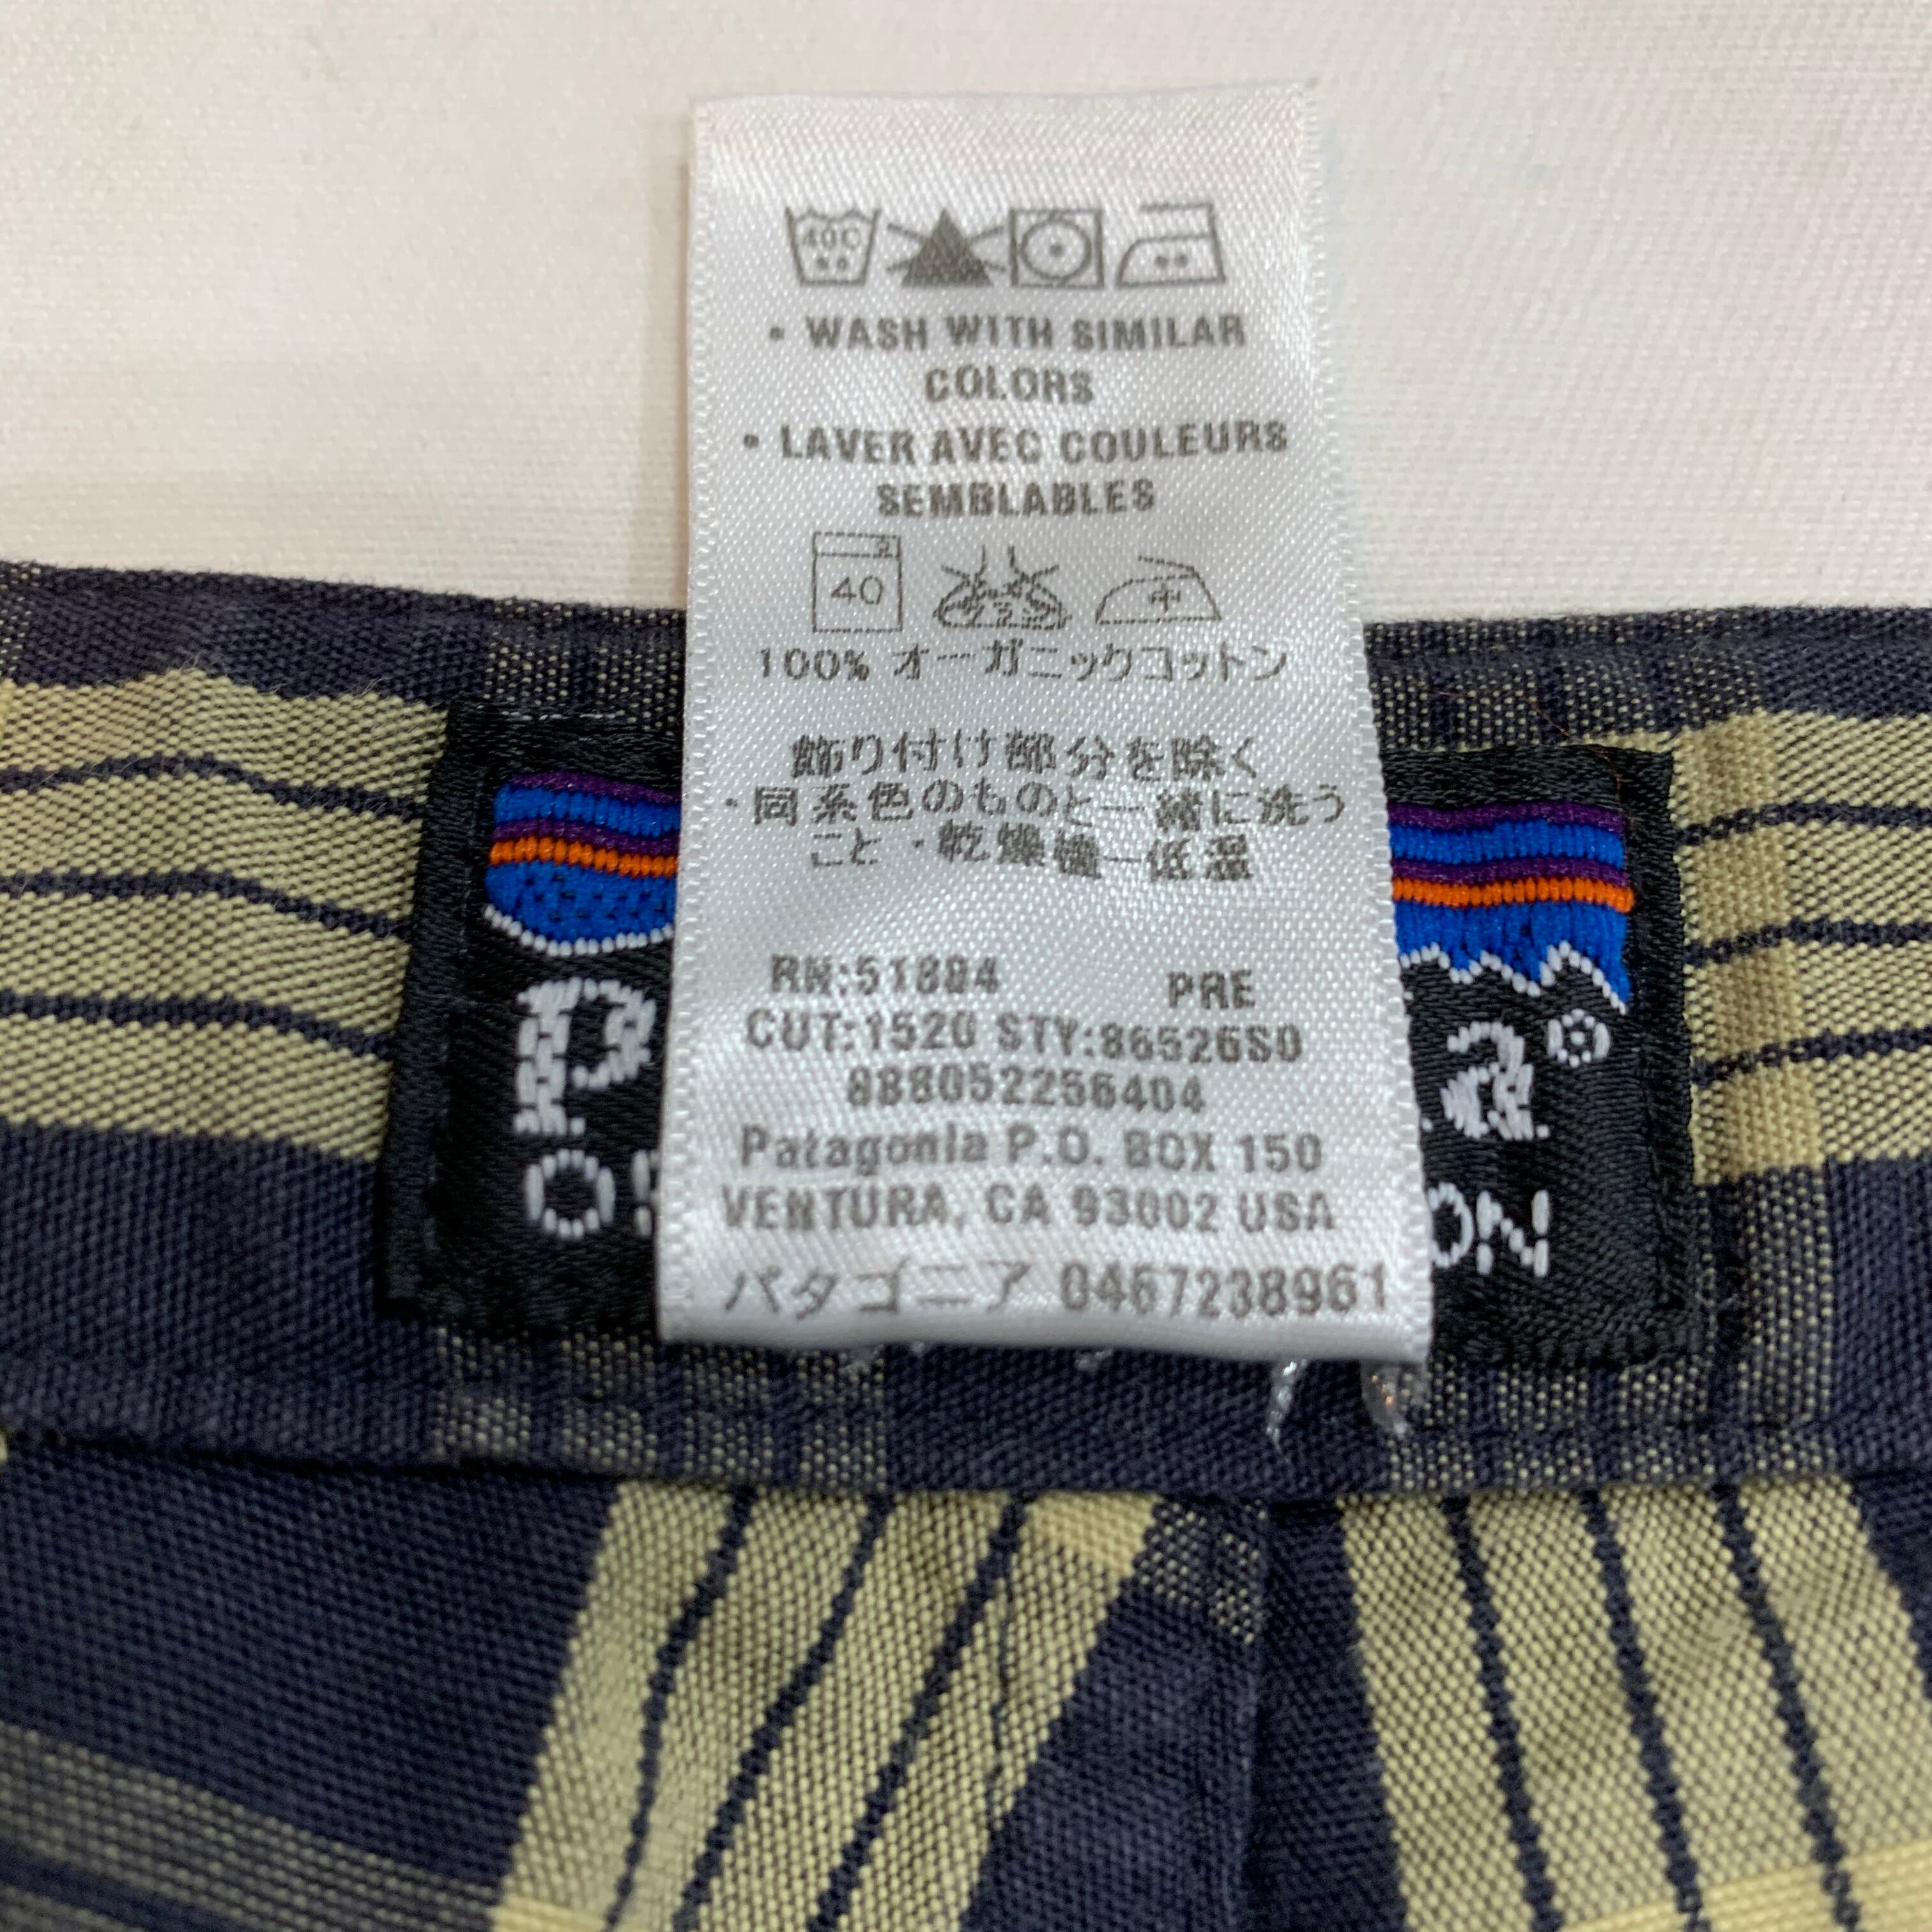 40C
• WASH WITH SIMILAR
COLORS
• LAVER AVEC COULEURS
SEMBLABLES
40 中
100% オーガニックコットン
飾り付け部分を除く
・同系色のものと一緒に洗う
こと・乾燥機ー低温
RN:51884 PRE
CUT:1520 STY:86526S0
888052256404
Patagonia P.O. BOX 150
VENTURA, CA 93002 USA
パタゴニア 0467238961